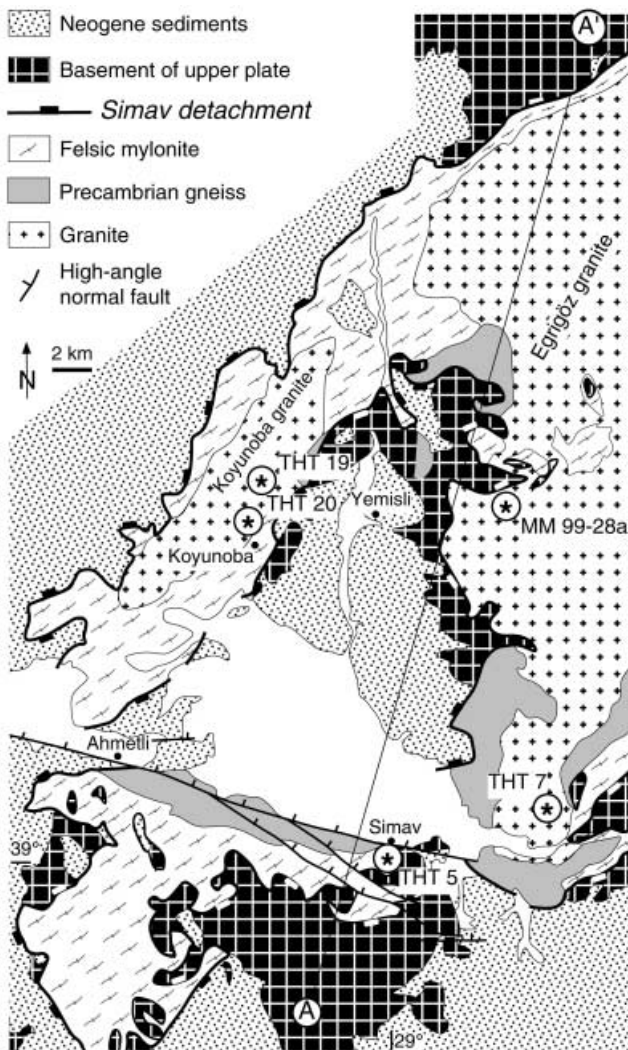 Neogene sediments
A'
Basement of upper plate
Simav detachment
Felsic mylonite
Precambrian gneiss
Granite
High-angle
normal fault
2 km
N
Egrigöz granite
Koyunoba granite
THT 19
THT 20
Yemisli
MM 99-28a
Koyunoba
Ahmetli
THT 7
Simav
39°
THT 5
A
29°